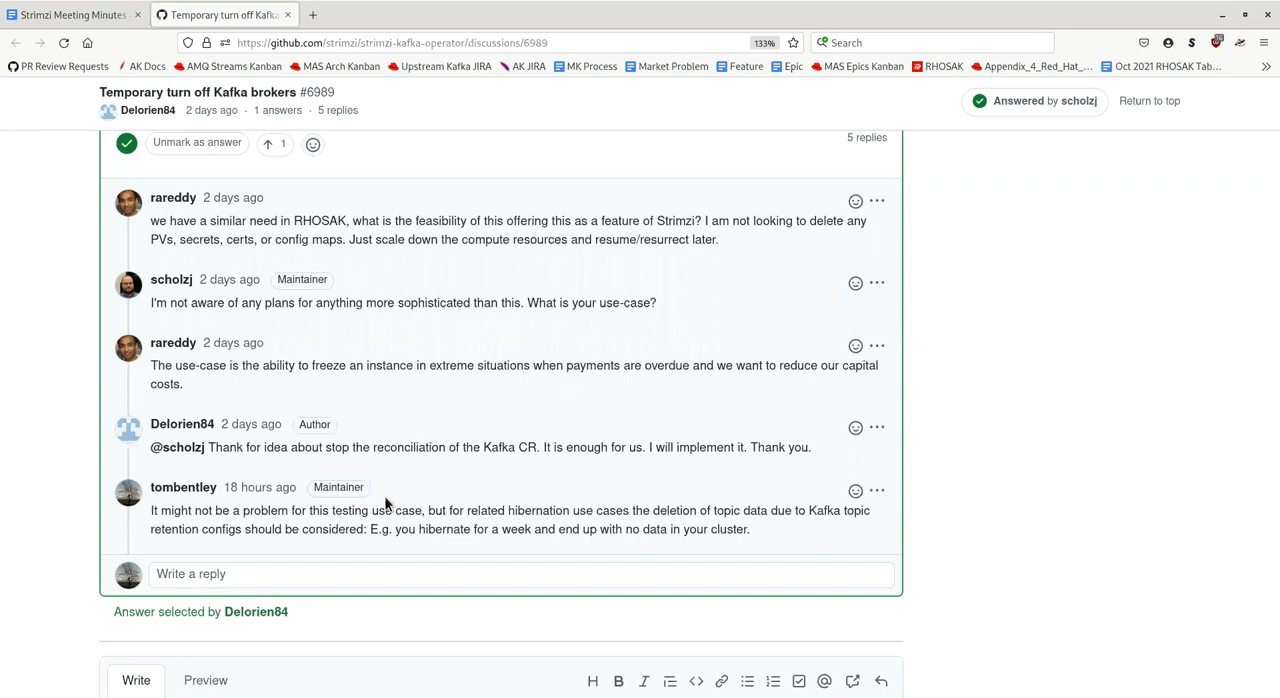 Strimzi Meeting Minutes
Temporary turn off Kafka
https://github.com/strimzi/strimzi-kafka-operator/discussions/6989
133%
Search
PR Review Requests
AK Docs
AMQ Streams Kanban
MAS Arch Kanban
Upstream Kafka JIRA
AK JIRA
MK Process
Market Problem
Feature
Epic
MAS Epics Kanban
RHOSAK
Appendix_4_Red_Hat_…
Oct 2021 RHOSAK Tab…
Temporary turn off Kafka brokers #6989
Delorien84 2 days ago · 1 answers · 5 replies
Answered by scholzj
Return to top
Unmark as answer
1
5 replies
rareddy 2 days ago
we have a similar need in RHOSAK, what is the feasibility of this offering this as a feature of Strimzi? I am not looking to delete any
PVs, secrets, certs, or config maps. Just scale down the compute resources and resume/resurrect later.
scholzj 2 days ago Maintainer
I'm not aware of any plans for anything more sophisticated than this. What is your use-case?
rareddy 2 days ago
The use-case is the ability to freeze an instance in extreme situations when payments are overdue and we want to reduce our capital
costs.
Delorien84 2 days ago Author
@scholzj Thank for idea about stop the reconciliation of the Kafka CR. It is enough for us. I will implement it. Thank you.
tombentley 18 hours ago Maintainer
It might not be a problem for this testing use case, but for related hibernation use cases the deletion of topic data due to Kafka topic
retention configs should be considered: E.g. you hibernate for a week and end up with no data in your cluster.
Write a reply
Answer selected by Delorien84
Write
Preview